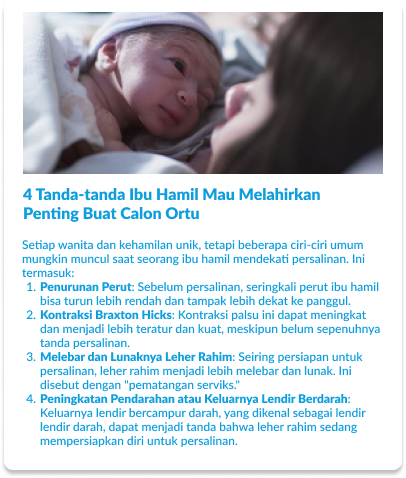 4 Tanda-tanda Ibu Hamil Mau Melahirkan
Penting Buat Calon Ortu
Setiap wanita dan kehamilan unik, tetapi beberapa ciri-ciri umum
mungkin muncul saat seorang ibu hamil mendekati persalinan. Ini
termasuk:
1. Penurunan Perut: Sebelum persalinan, seringkali perut ibu hamil
bisa turun lebih rendah dan tampak lebih dekat ke panggul.
2. Kontraksi Braxton Hicks: Kontraksi palsu ini dapat meningkat
dan menjadi lebih teratur dan kuat, meskipun belum sepenuhnya
tanda persalinan.
3. Melebar dan Lunaknya Leher Rahim: Seiring persiapan untuk
persalinan, leher rahim menjadi lebih melebar dan lunak. Ini
disebut dengan "pematangan serviks."
4. Peningkatan Pendarahan atau Keluarnya Lendir Berdarah:
Keluarnya lendir bercampur darah, yang dikenal sebagai lendir
lendir darah, dapat menjadi tanda bahwa leher rahim sedang
mempersiapkan diri untuk persalinan.